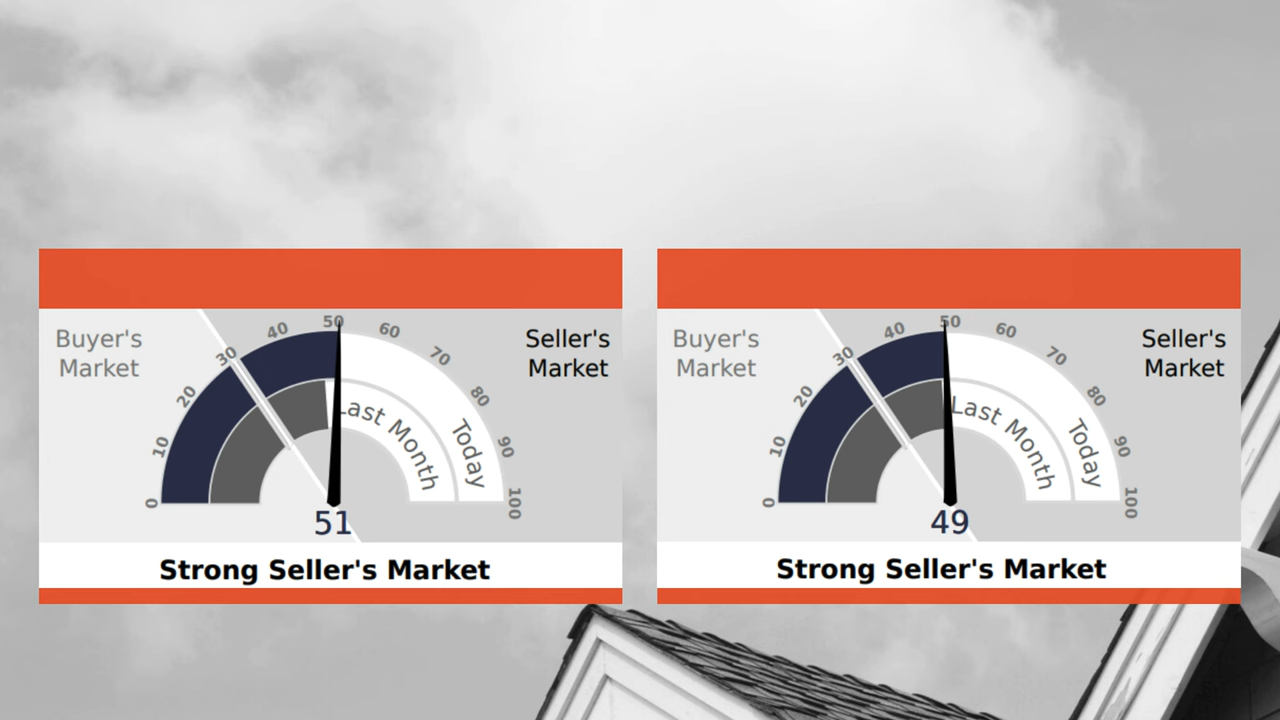 Buyer's
Market
Seller's
Market
0
10
20
30
40
50
60
70
80
90
100
Last Month
Today
51
Strong Seller's Market
Buyer's
Market
Seller's
Market
0
10
20
30
40
50
60
70
80
90
100
Last Month
Today
49
Strong Seller's Market